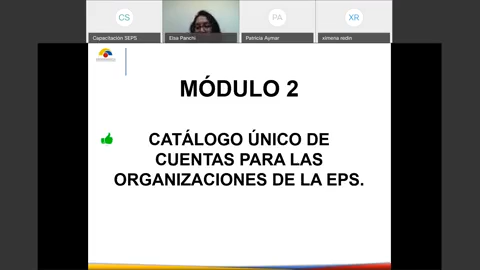 CS
PA
XR
Capacitación SEPS
Elsa Panchi
Patricia Aymar
ximena redin
MÓDULO 2
CATÁLOGO ÚNICO DE
CUENTAS PARA LAS
ORGANIZACIONES DE LA EPS.